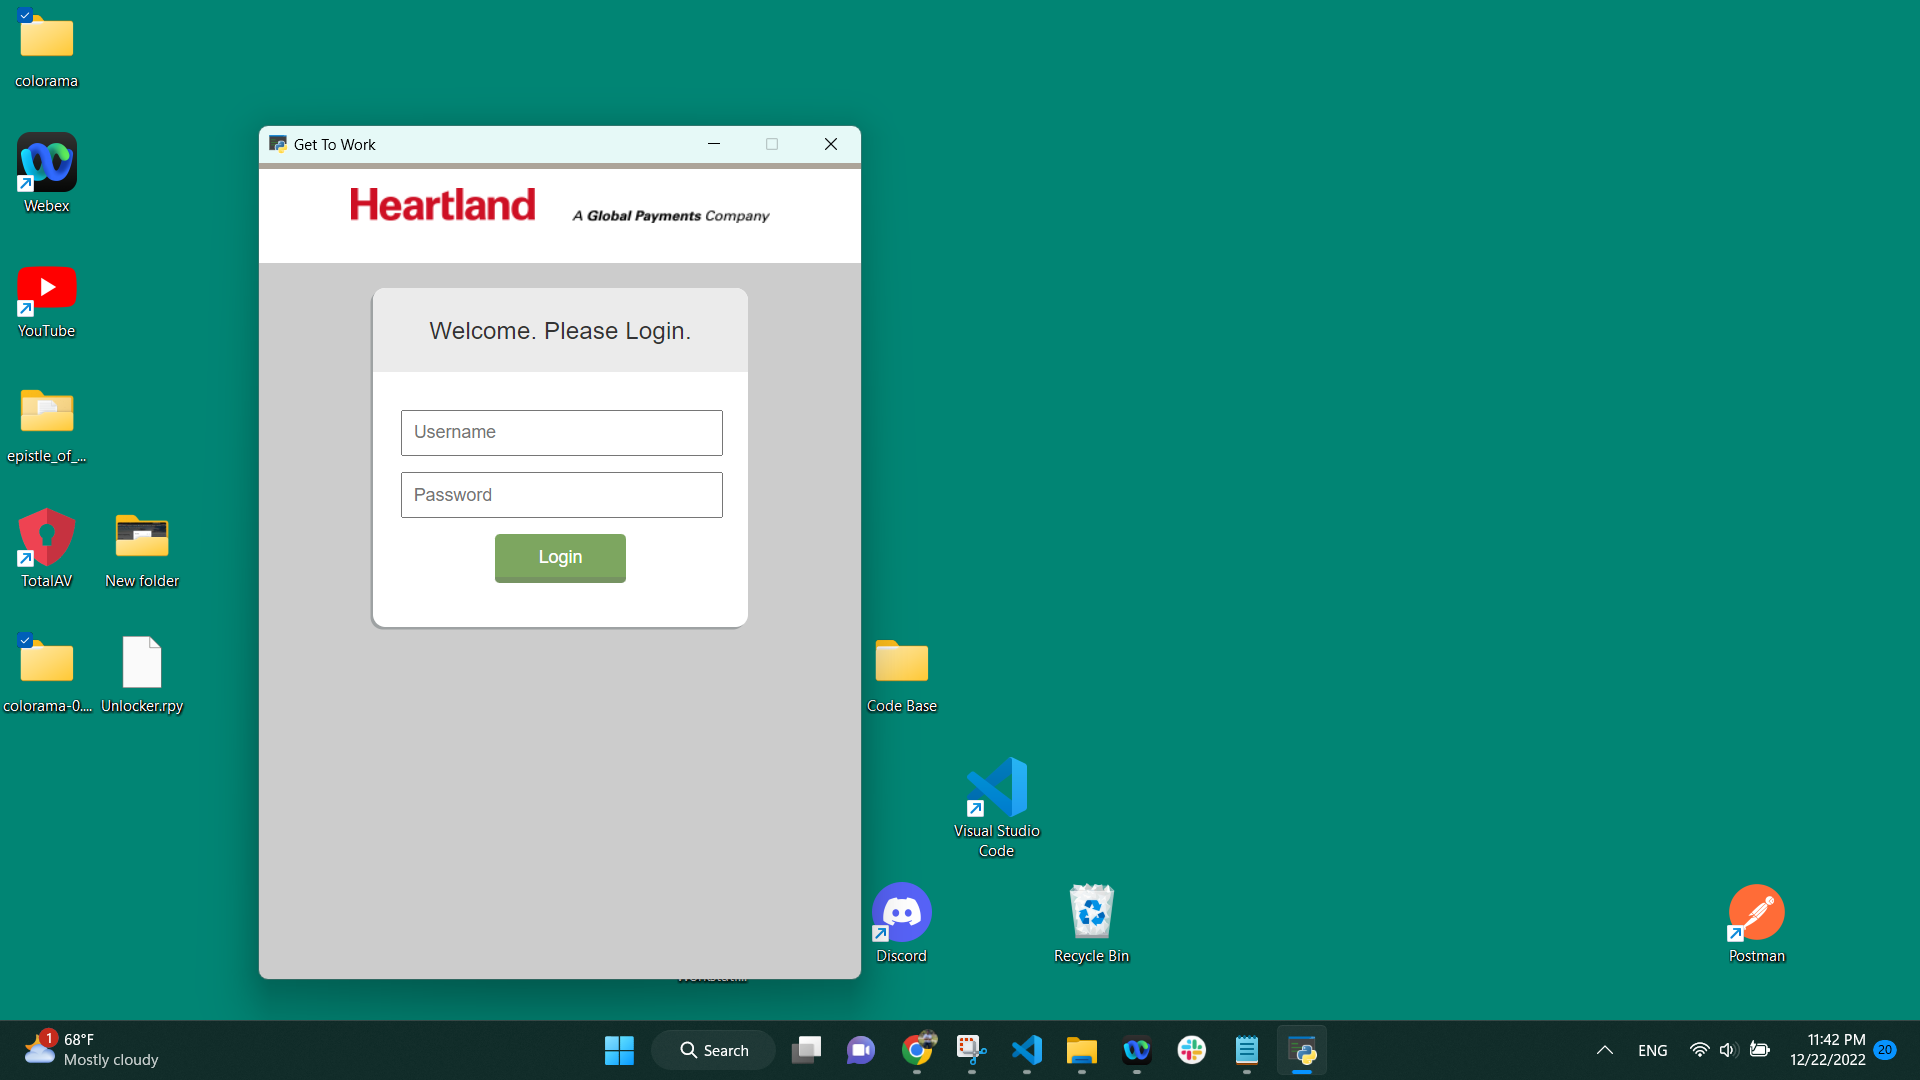 colorama
Webex
YouTube
epistle_of_...
TotalAV
New folder
colorama-0....
Unlocker.rpy
Get To Work
Heartland
A Global Payments Company
Welcome. Please Login.
Username
Password
Login
Code Base
Visual Studio
Code
Discord
Recycle Bin
Postman
1
68°F
Mostly cloudy
Search
ENG
11:42 PM
12/22/2022
20